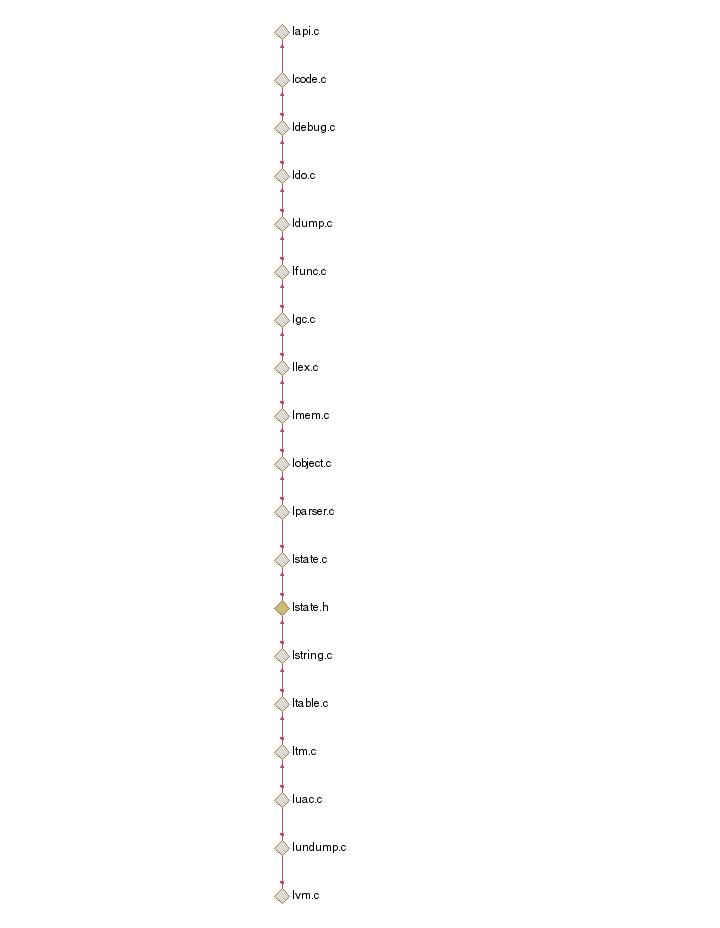 lapi.c
lcode.c
ldebug.c
ldo.c
ldump.c
lfunc.c
lgc.c
llex.c
lmem.c
lobject.c
lparser.c
lstate.c
lstate.h
lstring.c
ltable.c
ltm.c
luac.c
lundump.c
lvm.c